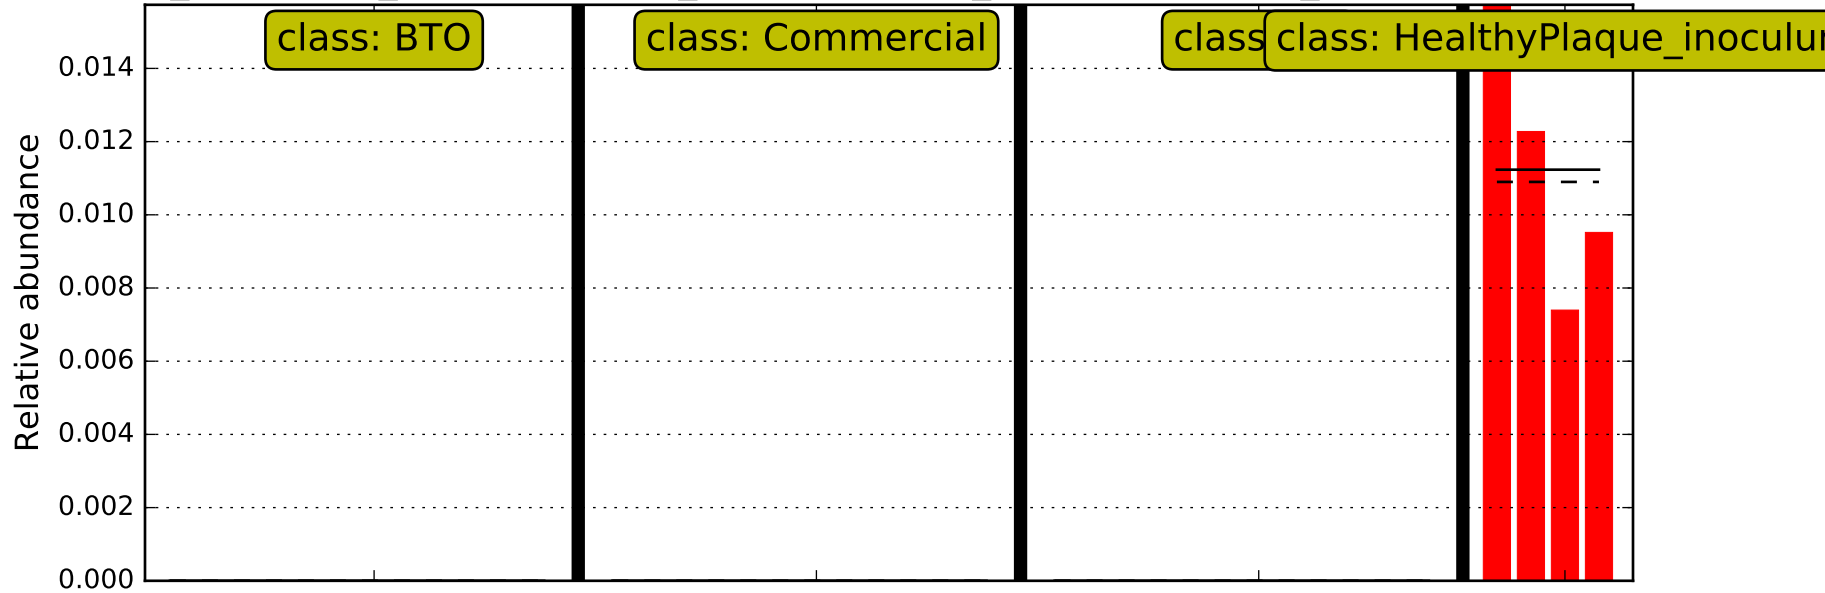 class: BTO
class: Commercial
class
class: HealthyPlaque_inoculu
0.014
0.012
0.010
0.008
0.006
0.004
0.002
0.000
Relative abundance